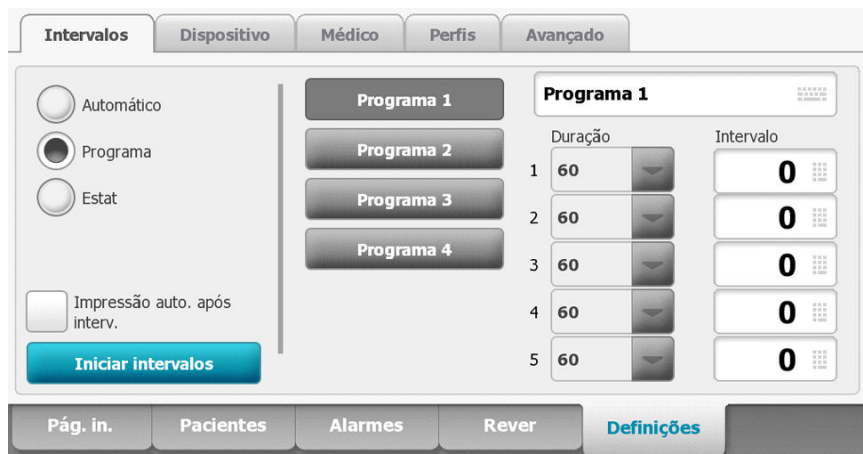 Intervalos Dispositivo Médico Perfis Avançado
Automático
Programa
Estat
Impressão auto. após
interv.
Iniciar intervalos
Programa 1
Programa 2
Programa 3
Programa 4
Programa 1
Duração Intervalo
1 60 0
2 60 0
3 60 0
4 60 0
5 60 0
Pág. in. Pacientes Alarmes Rever Definições